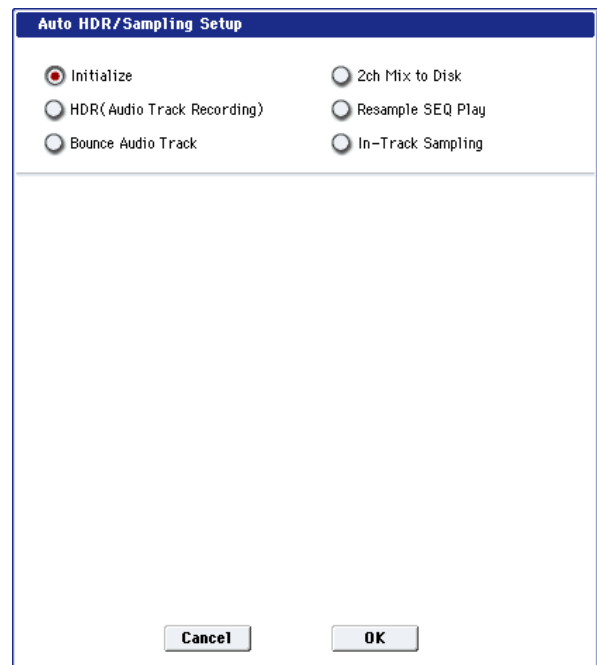 Auto HDR/Sampling Setup
Initialize
HDR(Audio Track Recording)
Bounce Audio Track
2ch Mix to Disk
Resample SEQ Play
In-Track Sampling
Cancel
OK